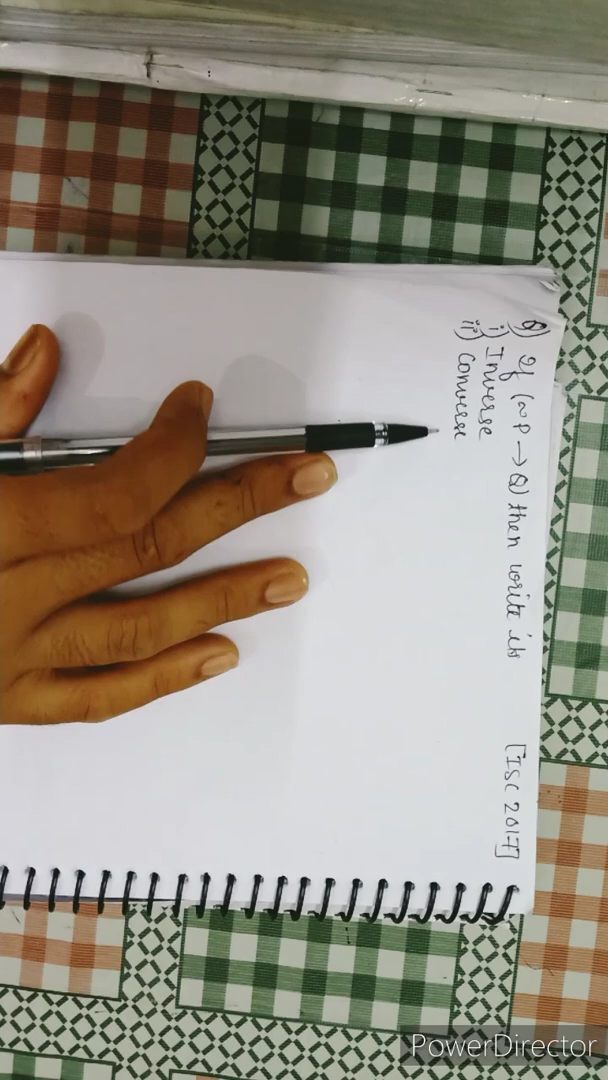 Q) If (~P → Q) then write its [ISC 2017]
i) Inverse
ii) Converse
PowerDirector